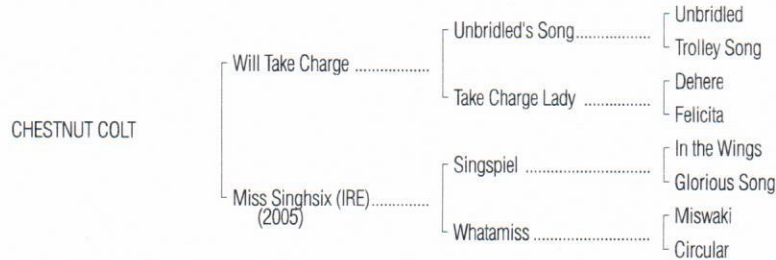 Unbridled
Unbridled's Song
Trolley Song
Will Take Charge
Dehere
Take Charge Lady
Felicita
CHESTNUT COLT
In the Wings
Singspiel
Glorious Song
Miss Singhsix (IRE)
(2005)
Miswaki
Whatamiss
Circular